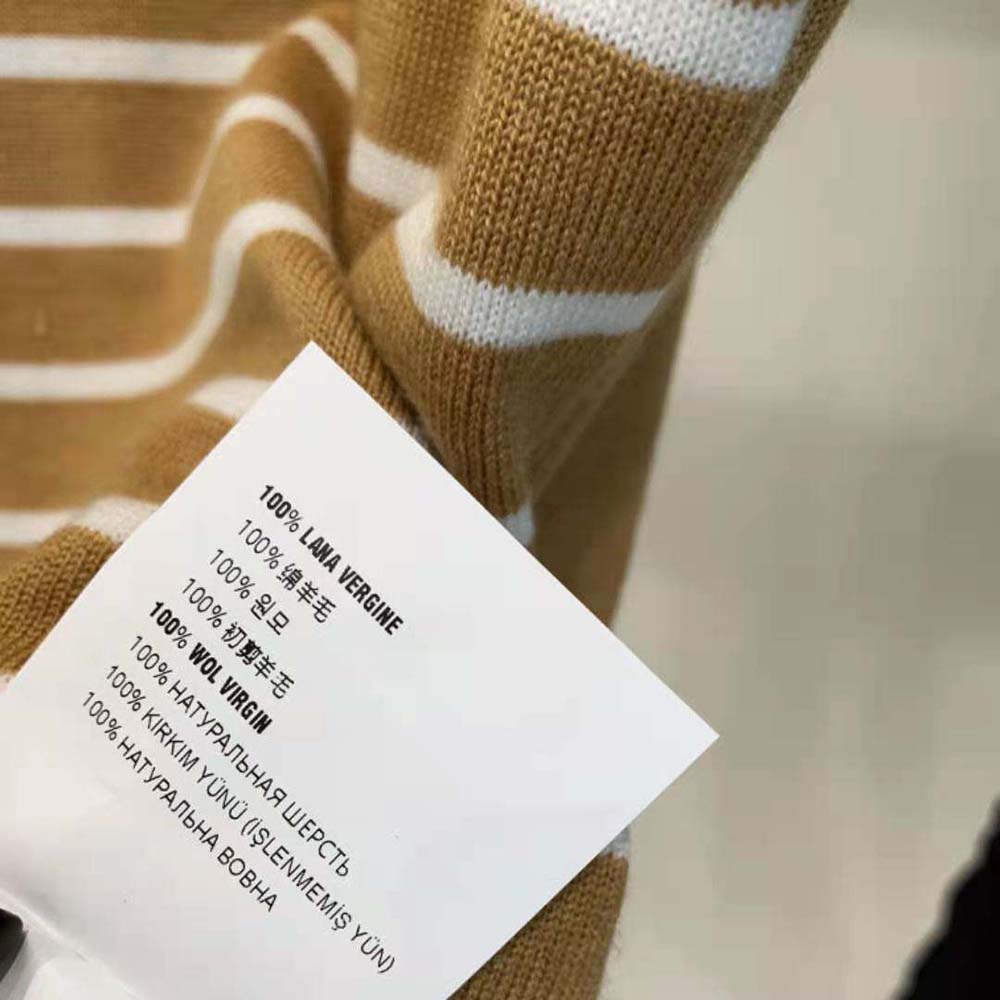 100% LANA VERGINE
100% 绵羊毛
100% 원모
100% 初剪羊毛
100% WOL VIRGIN
100% НАТУРАЛЬНАЯ ШЕРСТЬ
100% KIRKIM YÜNÜ (İŞLENMEMİŞ YÜN)
100% НАТУРАЛЬНА ВОВНА